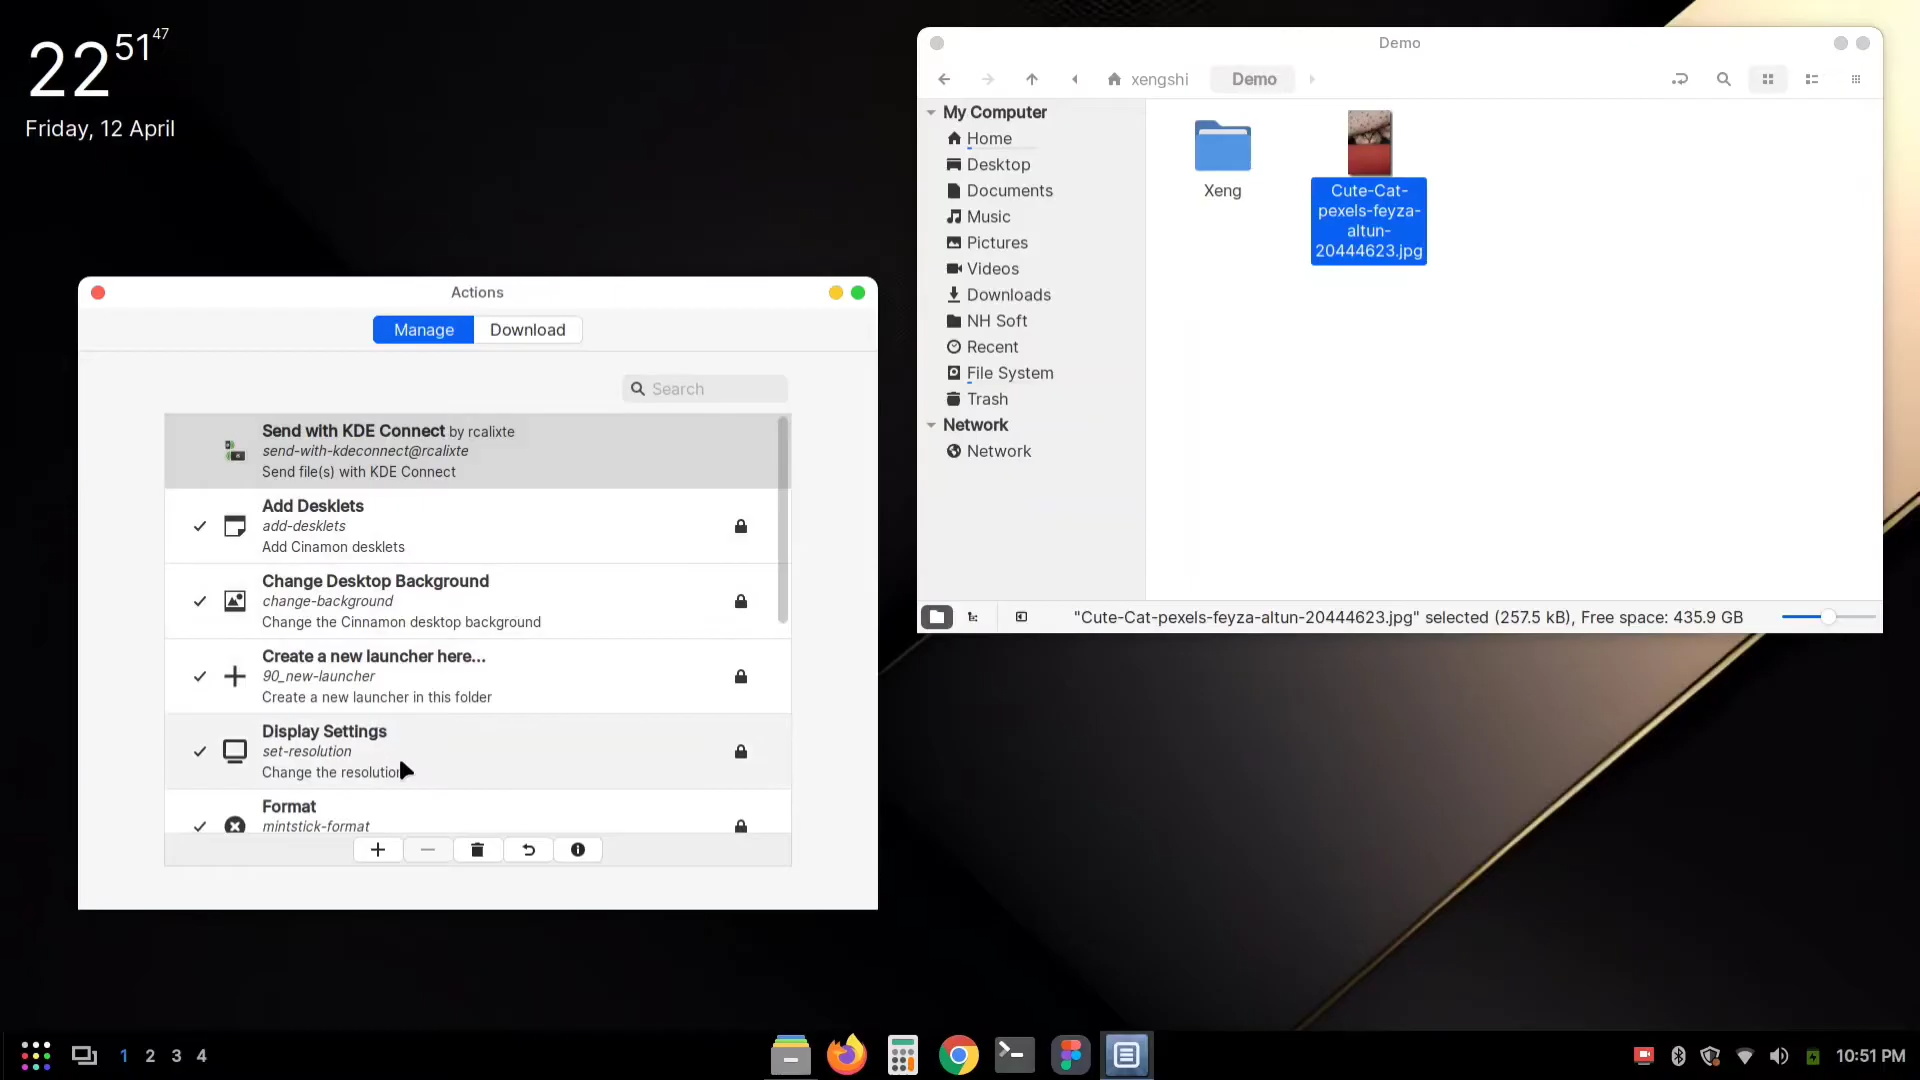 22 51 47
Friday, 12 April
Actions
Manage
Download
Search
Send with KDE Connect by rcalixte
send-with-kdeconnect@rcalixte
Send file(s) with KDE Connect
Add Desklets
add-desklets
Add Cinamon desklets
Change Desktop Background
change-background
Change the Cinnamon desktop background
Create a new launcher here...
90_new-launcher
Create a new launcher in this folder
Display Settings
set-resolution
Change the resolution
Format
mintstick-format
Demo
xengshi
Demo
My Computer
Home
Desktop
Documents
Music
Pictures
Videos
Downloads
NH Soft
Recent
File System
Trash
Network
Network
Xeng
Cute-Cat-
pexels-feyza-
altun-
20444623.jpg
"Cute-Cat-pexels-feyza-altun-20444623.jpg" selected (257.5 kB), Free space: 435.9 GB
1 2 3 4
10:51 PM